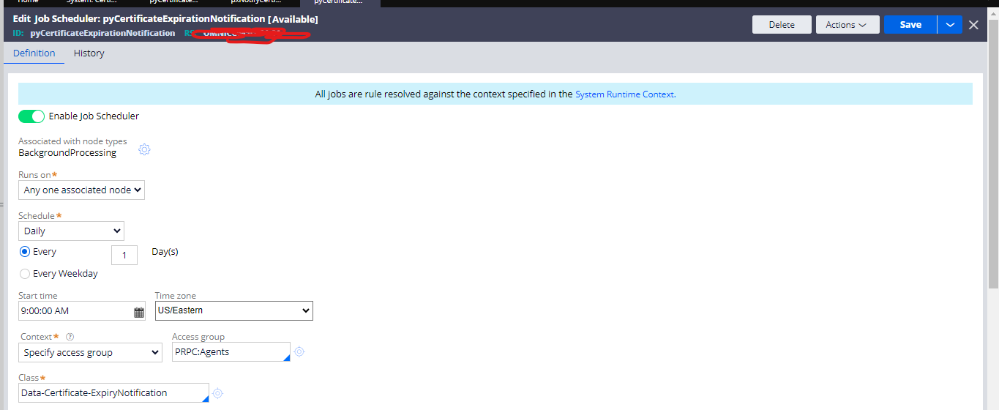 Home System: Certi... pyCertificate... pxNotifyCerti... pyCertificate...
Edit Job Scheduler: pyCertificateExpirationNotification [Available]
ID: pyCertificateExpirationNotification RS
Delete Actions Save
Definition History
All jobs are rule resolved against the context specified in the System Runtime Context.
Enable Job Scheduler
Associated with node types
BackgroundProcessing
Runs on*
Any one associated node
Schedule*
Daily
Every 1 Day(s)
Every Weekday
Start time Time zone
9:00:00 AM US/Eastern
Context* ? Access group
Specify access group PRPC:Agents
Class*
Data-Certificate-ExpiryNotification